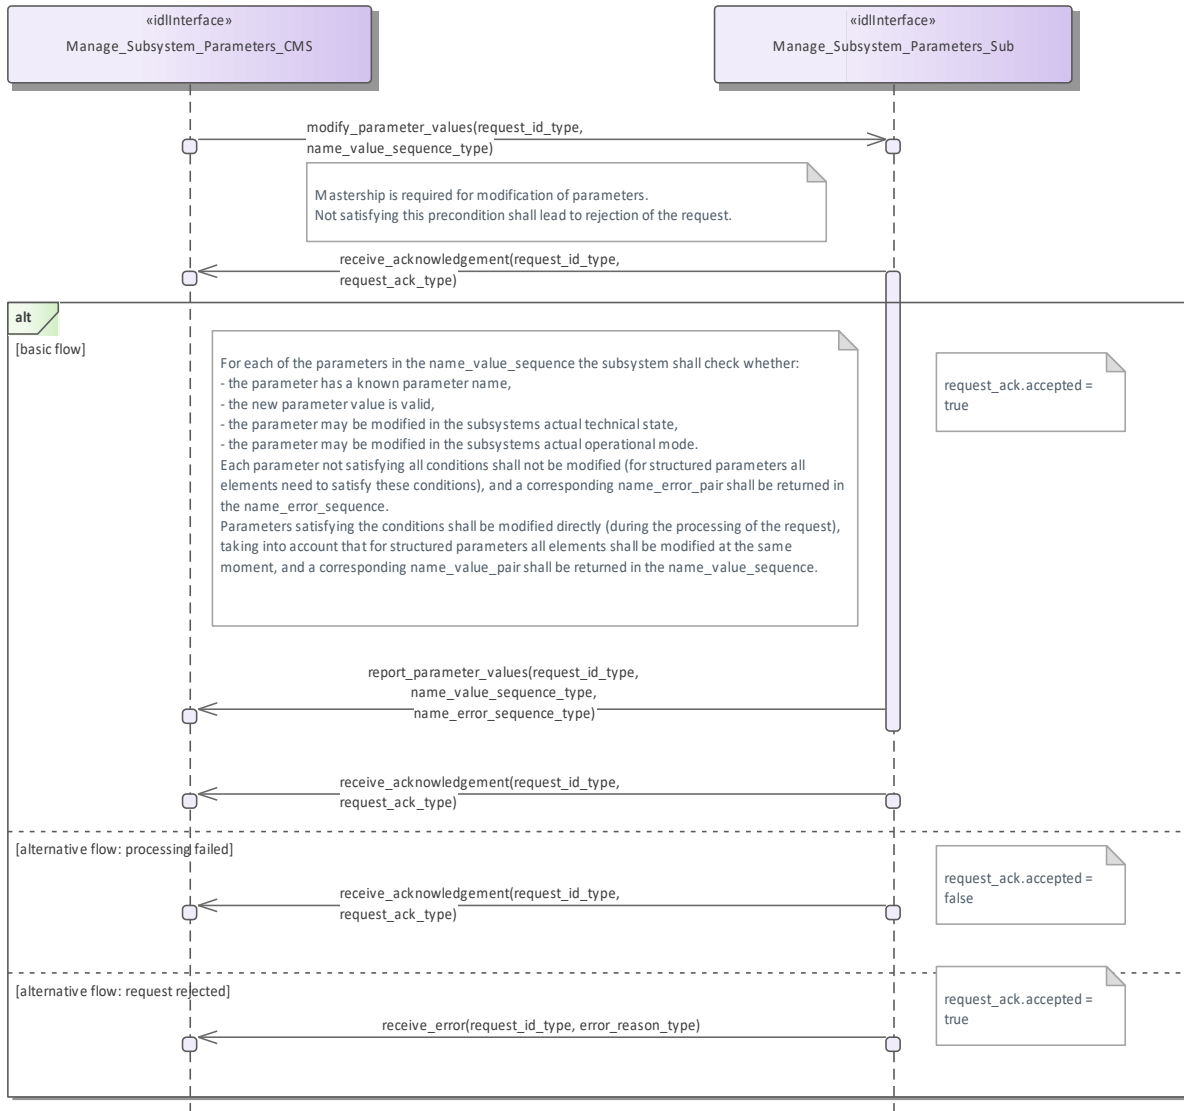 «idlInterface»
Manage_Subsystem_Parameters_CMS
«idlInterface»
Manage_Subsystem_Parameters_Sub
modify_parameter_values(request_id_type,
name_value_sequence_type)
Mastership is required for modification of parameters.
Not satisfying this precondition shall lead to rejection of the request.
receive_acknowledgement(request_id_type,
request_ack_type)
alt
[basic flow]
For each of the parameters in the name_value_sequence the subsystem shall check whether:
- the parameter has a known parameter name,
- the new parameter value is valid,
- the parameter may be modified in the subsystems actual technical state,
- the parameter may be modified in the subsystems actual operational mode.
Each parameter not satisfying all conditions shall not be modified (for structured parameters all
elements need to satisfy these conditions), and a corresponding name_error_pair shall be returned in
the name_error_sequence.
Parameters satisfying the conditions shall be modified directly (during the processing of the request),
taking into account that for structured parameters all elements shall be modified at the same
moment, and a corresponding name_value_pair shall be returned in the name_value_sequence.
request_ack.accepted =
true
report_parameter_values(request_id_type,
name_value_sequence_type,
name_error_sequence_type)
receive_acknowledgement(request_id_type,
request_ack_type)
[alternative flow: processing failed]
receive_acknowledgement(request_id_type,
request_ack_type)
request_ack.accepted =
false
[alternative flow: request rejected]
receive_error(request_id_type, error_reason_type)
request_ack.accepted =
true